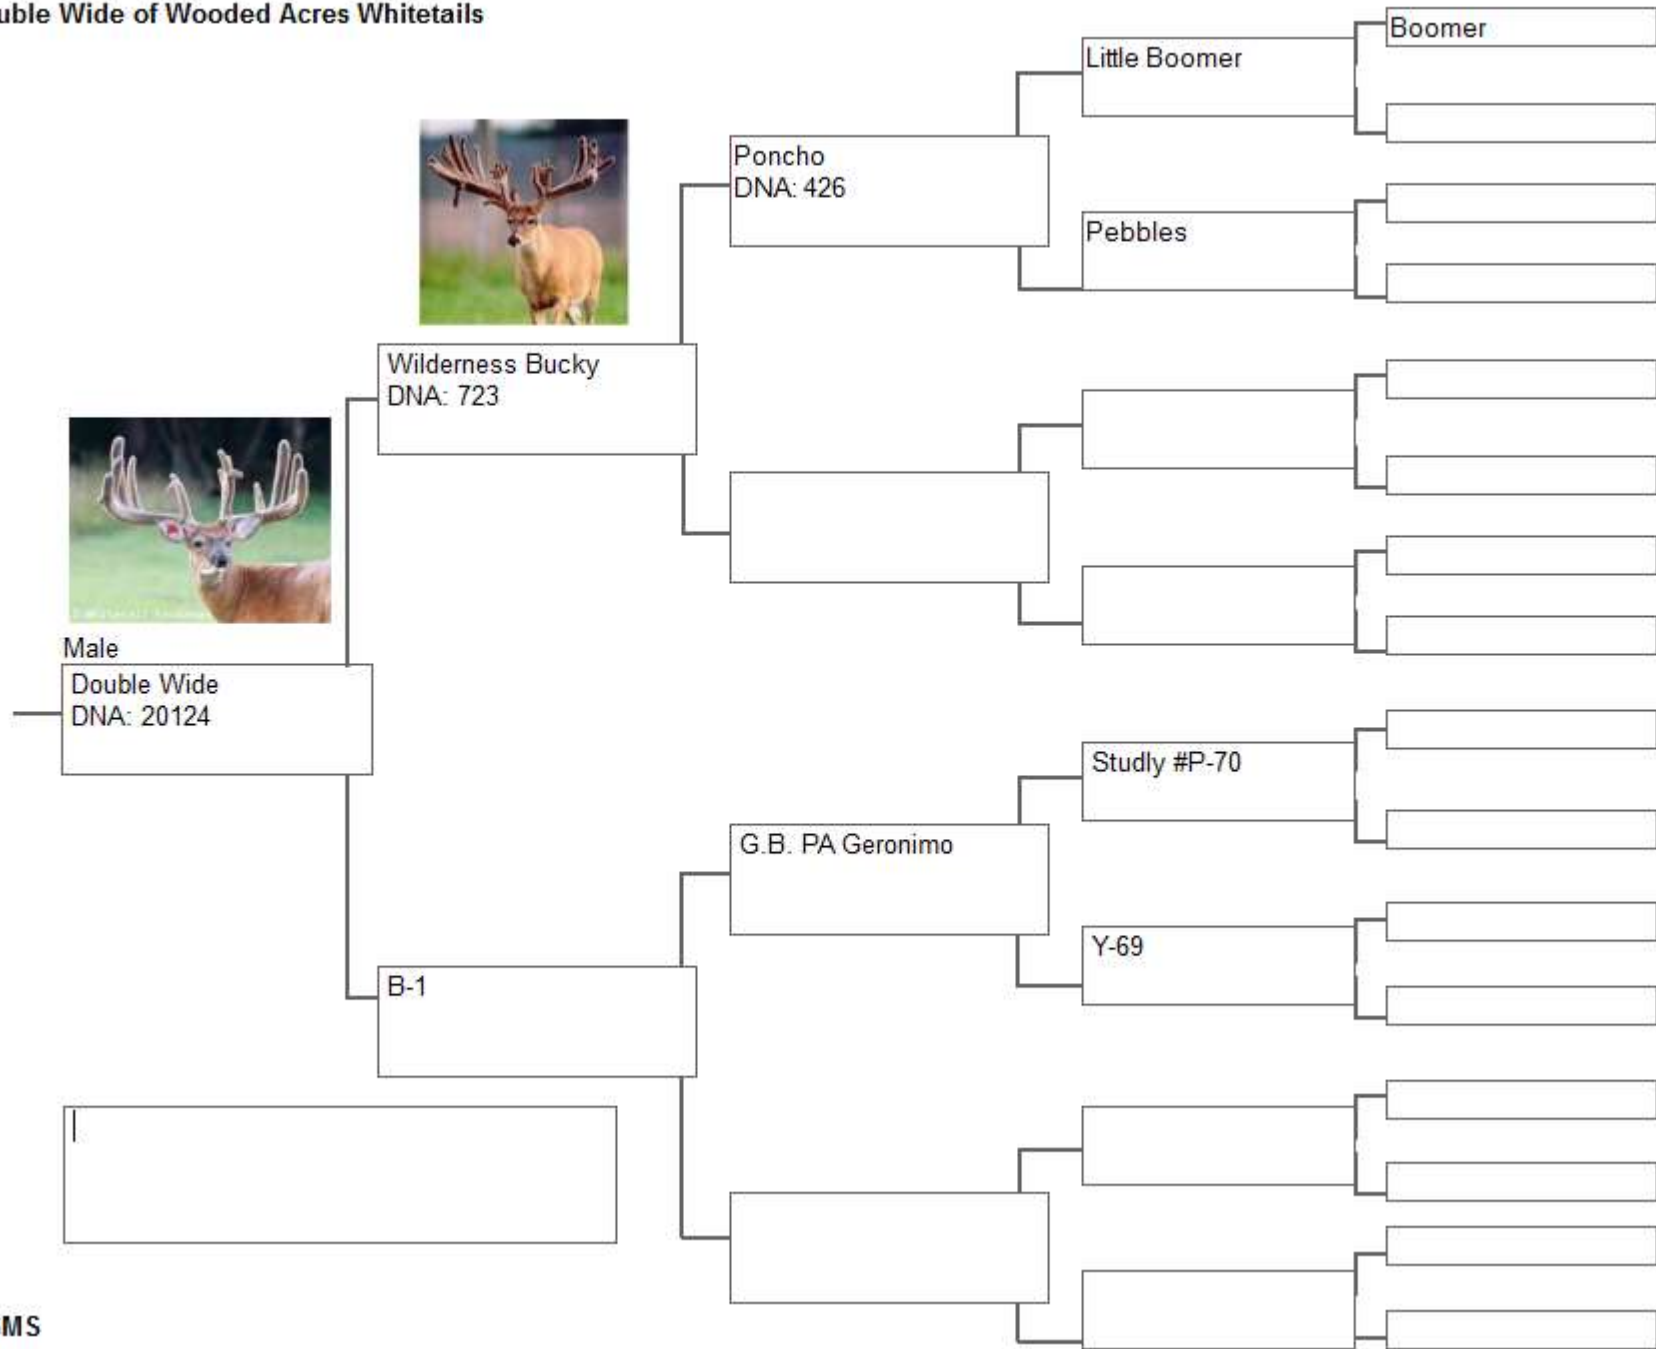 uble Wide of Wooded Acres Whitetails
Boomer
Little Boomer
Poncho
DNA: 426
Pebbles
Wilderness Bucky
DNA: 723
Male
Double Wide
DNA: 20124
Studly #P-70
G.B. PA Geronimo
Y-69
B-1
MS